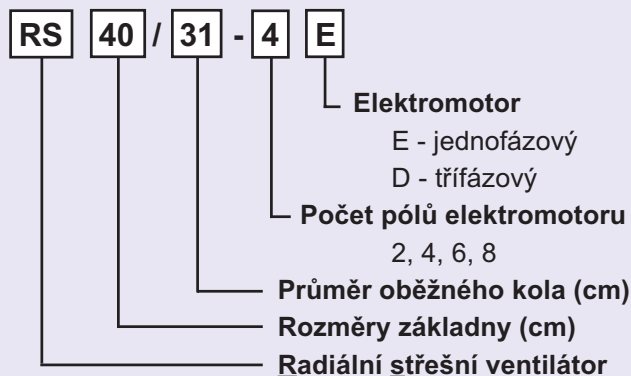 RS 40 / 31 - 4 E
Elektromotor
E - jednofázový
D - třífázový
Počet pólů elektromotoru
2, 4, 6, 8
Průměr oběžného kola (cm)
Rozměry základny (cm)
Radiální střešní ventilátor